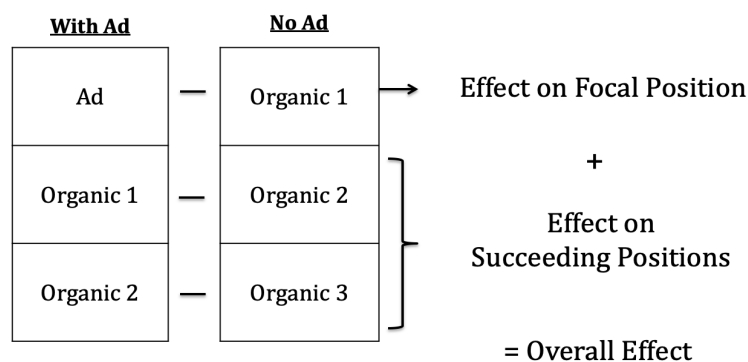 With Ad
No Ad
Ad
—
Organic 1
Effect on Focal Position
+
Organic 1
—
Organic 2
Effect on
Succeeding Positions
Organic 2
—
Organic 3
= Overall Effect